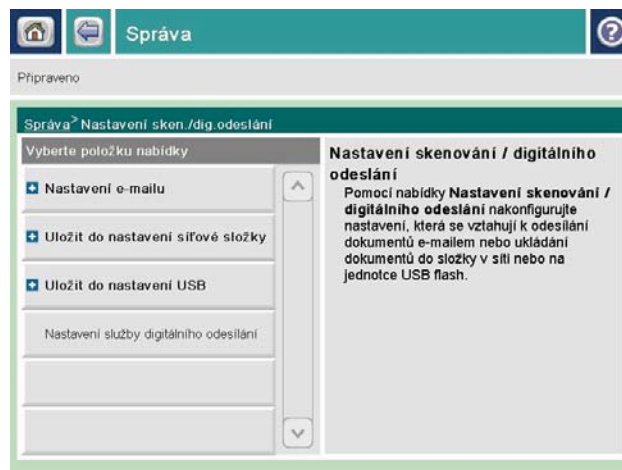 Správa
Připraveno
Správa>Nastavení sken./dig.odeslání
Vyberte položku nabídky
Nastavení e-mailu
Uložit do nastavení síťové složky
Uložit do nastavení USB
Nastavení služby digitálního odesílání
Nastavení skenování / digitálního
odeslání
Pomocí nabídky Nastavení skenování /
digitálního odeslání nakonfigurujte
nastavení, která se vztahují k odesílání
dokumentů e-mailem nebo ukládání
dokumentů do složky v síti nebo na
jednotce USB flash.